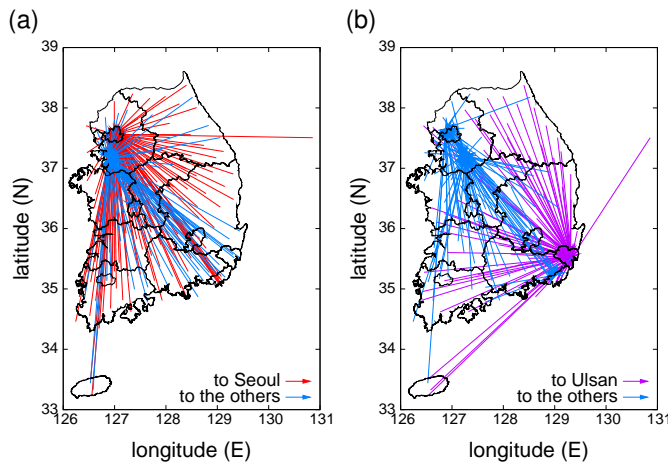 (a)
39
38
37
36
35
34
33
latitude (N)
126 127 128 129 130 131
longitude (E)
to Seoul
to the others
(b)
39
38
37
36
35
34
33
latitude (N)
126 127 128 129 130 131
longitude (E)
to Ulsan
to the others